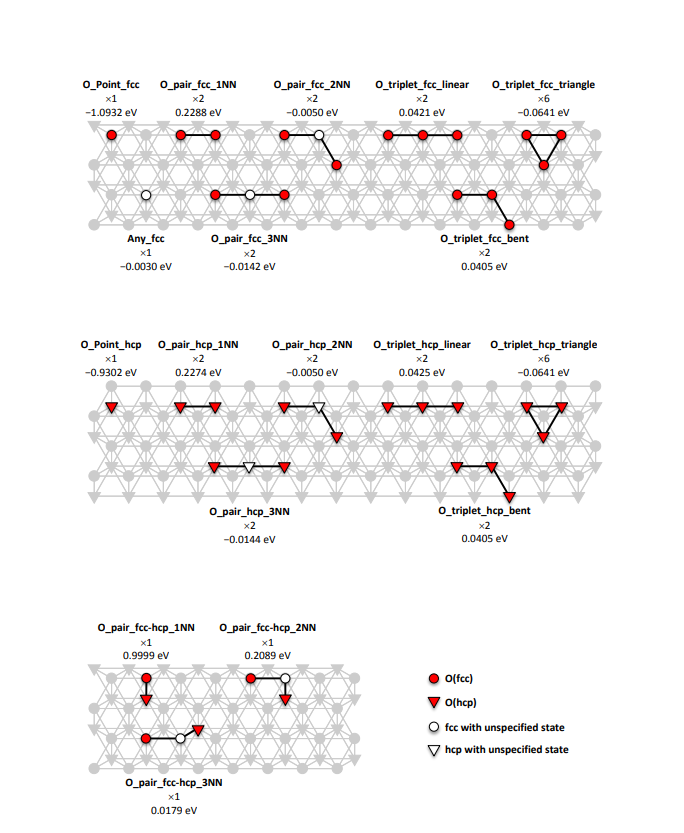 O_Point_fcc O_pair_fcc_1NN O_pair_fcc_2NN O_triplet_fcc_linear O_triplet_fcc_triangle
×1 ×2 ×2 ×2 ×6
−1.0932 eV 0.2288 eV −0.0050 eV 0.0421 eV −0.0641 eV
Any_fcc O_pair_fcc_3NN O_triplet_fcc_bent
×1 ×2 ×2
−0.0030 eV −0.0142 eV 0.0405 eV
O_Point_hcp O_pair_hcp_1NN O_pair_hcp_2NN O_triplet_hcp_linear O_triplet_hcp_triangle
×1 ×2 ×2 ×2 ×6
−0.9302 eV 0.2274 eV −0.0050 eV 0.0425 eV −0.0641 eV
O_pair_hcp_3NN O_triplet_hcp_bent
×2 ×2
−0.0144 eV 0.0405 eV
O_pair_fcc-hcp_1NN O_pair_fcc-hcp_2NN
×1 ×1
0.9999 eV 0.2089 eV
O(fcc)
O(hcp)
fcc with unspecified state
hcp with unspecified state
O_pair_fcc-hcp_3NN
×1
0.0179 eV